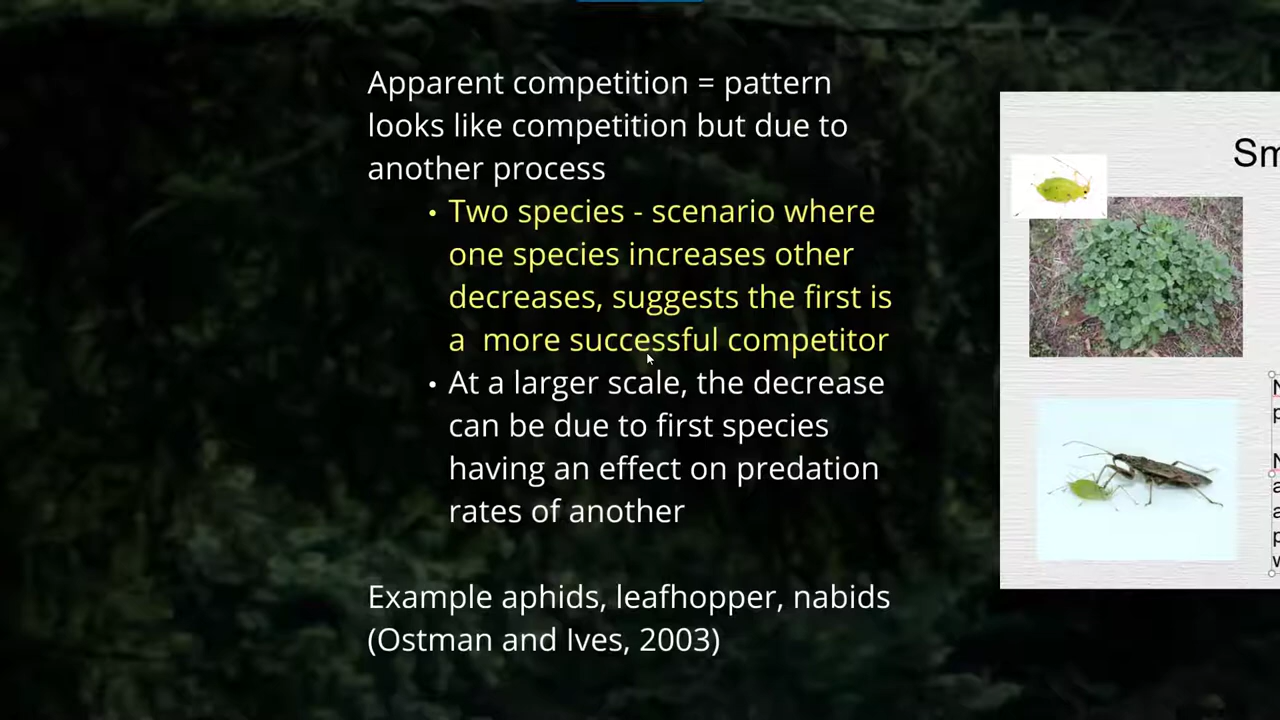 Apparent competition = pattern
looks like competition but due to
another process
• Two species - scenario where
one species increases other
decreases, suggests the first is
a more successful competitor
• At a larger scale, the decrease
can be due to first species
having an effect on predation
rates of another
Example aphids, leafhopper, nabids
(Ostman and Ives, 2003)